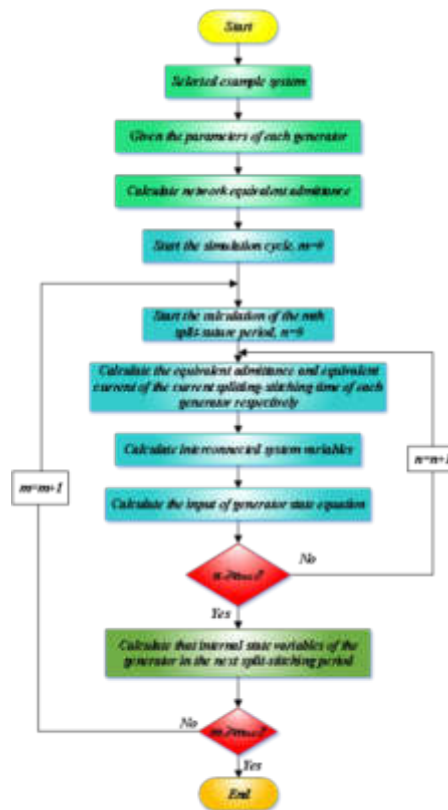 Start
Selected example system
Given the parameters of each generator
Calculate network equivalent admittance
Start the simulation cycle, m=0
Start the calculation of the mth
split-suture period, n=0
Calculate the equivalent admittance and equivalent
current of the current splitting-stitching time of each
generator respectively
Calculate interconnected system variables
n=n+1
m=m+1
Calculate the input of generator state equation
No
Yes
Calculate that internal state variables of the
generator in the next split-stitching period
No
Yes
End